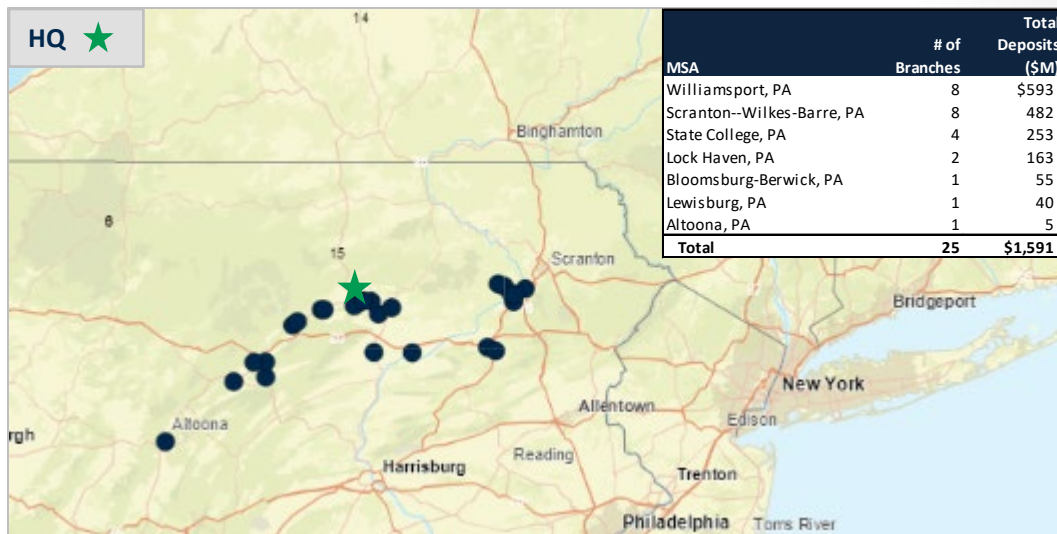 HQ
14
Total
# of Deposits
MSA Branches ($M)
Williamsport, PA 8 $593
Scranton--Wilkes-Barre, PA 8 482
State College, PA 4 253
Lock Haven, PA 2 163
Bloomsburg-Berwick, PA 1 55
Lewisburg, PA 1 40
Altoona, PA 1 5
Total 25 $1,591
Binghamton
6
15
Scranton
Bridgeport
New York
Allentown
Edison
Altoona
rgh
Harrisburg
Reading
Trenton
Philadelphia
Toms River